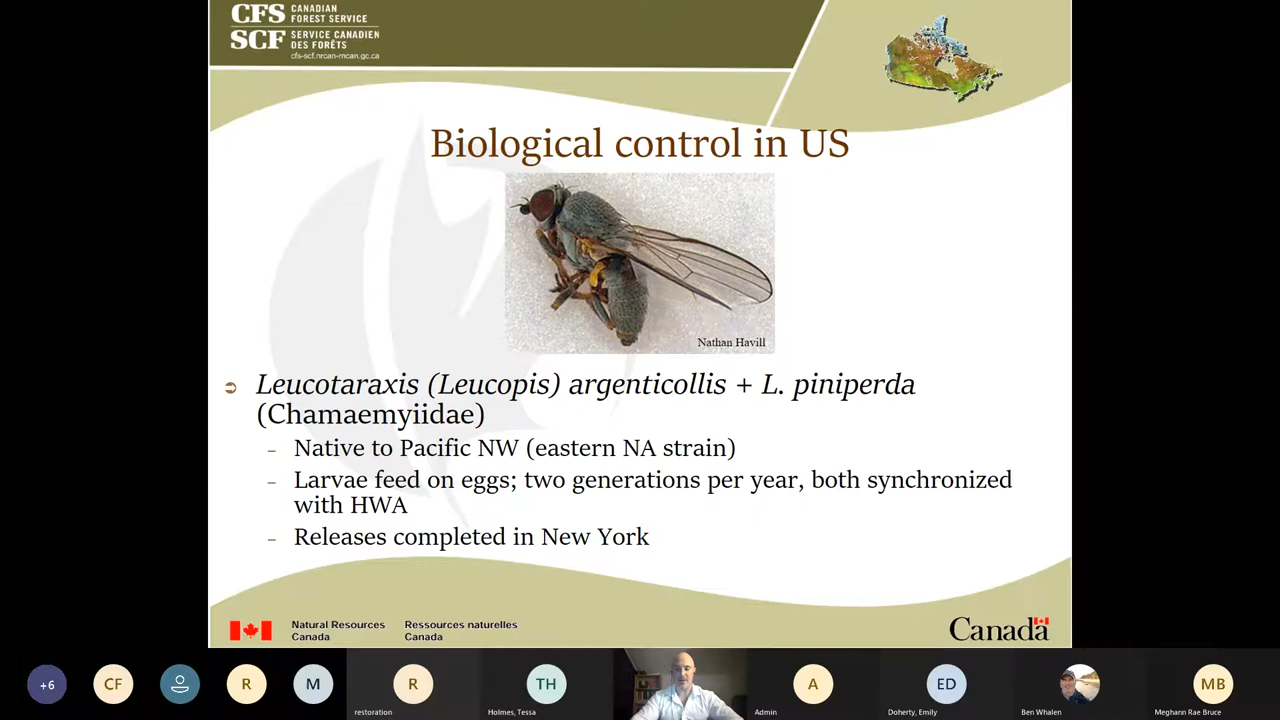 CFS CANADIAN
FOREST SERVICE
SCF SERVICE CANADIEN
DES FORÊTS
cfs-scf.nrcan-rncan.gc.ca
Biological control in US
Nathan Havill
Leucotaraxis (Leucopis) argenticollis + L. piniperda
(Chamaemyiidae)
– Native to Pacific NW (eastern NA strain)
– Larvae feed on eggs; two generations per year, both synchronized
with HWA
– Releases completed in New York
Natural Resources
Canada
Ressources naturelles
Canada
Canada
+6
CF
R
M
R
TH
A
ED
MB
restoration
Holmes, Tessa
Admin
Doherty, Emily
Ben Whalen
Meghann Rae Bruce